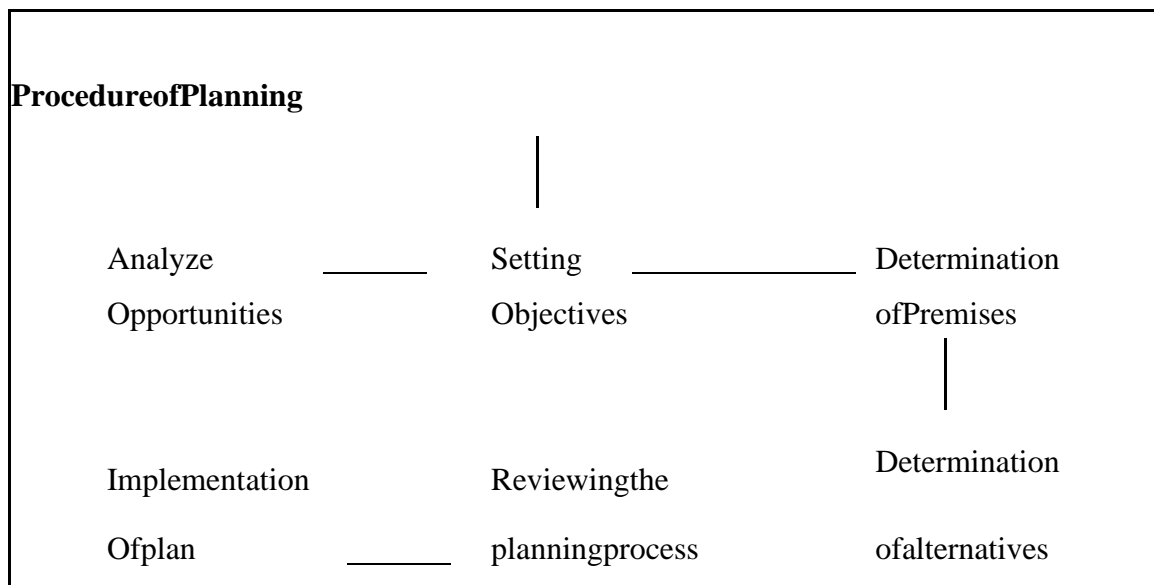 ProcedureofPlanning
Analyze Setting Determination
Opportunities Objectives ofPremises
Determination
Implementation Reviewingthe
Ofplan planningprocess ofalternatives